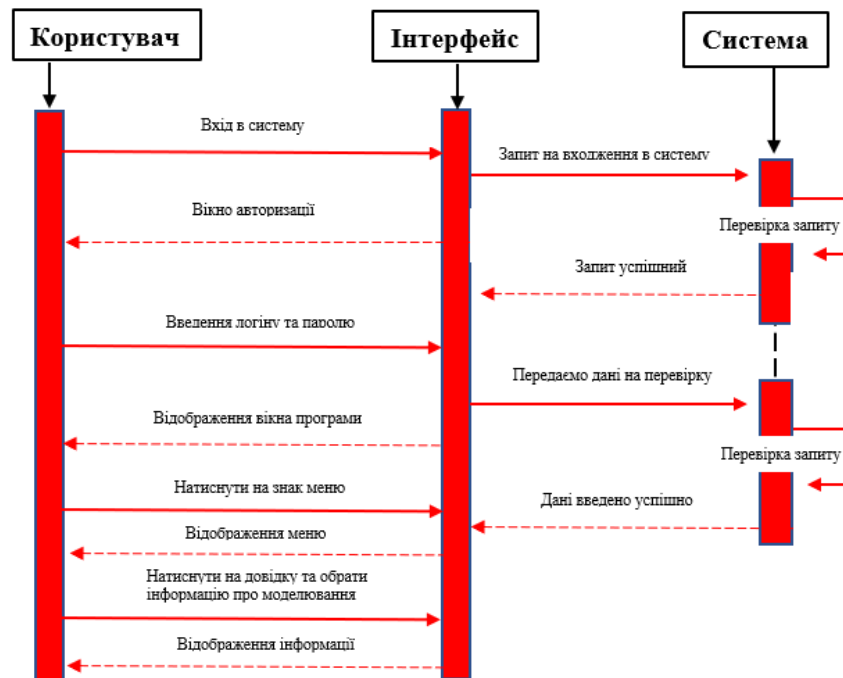 Користувач
Інтерфейс
Система
Вхід в систему
Запит на входження в систему
Вікно авторизації
Перевірка запиту
Запит успішний
Введення логіну та паролю
Передаємо дані на перевірку
Відображення вікна програми
Перевірка запиту
Натиснути на знак меню
Дані введено успішно
Відображення меню
Натиснути на довідку та обрати
інформацію про моделювання
Відображення інформації